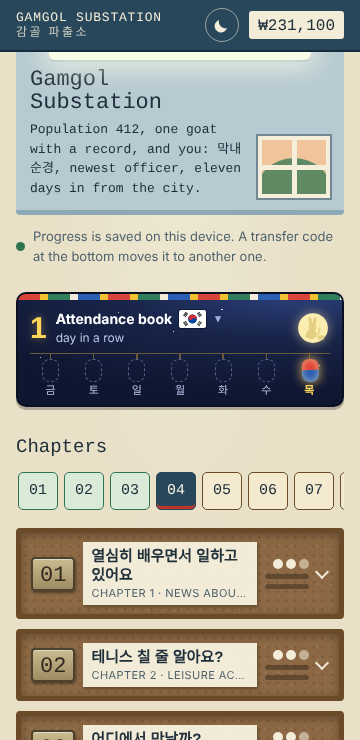 GAMGOL SUBSTATION
감골 파출소
₩231,100
Gamgol
Substation
Population 412, one goat
with a record, and you: 막내
순경, newest officer, eleven
days in from the city.
Progress is saved on this device. A transfer code
at the bottom moves it to another one.
1 Attendance book
day in a row
금 토 일 월 화 수 목
Chapters
01 02 03 04 05 06 07
01
열심히 배우면서 일하고
있어요
CHAPTER 1 · NEWS ABOU…
02
테니스 칠 줄 알아요?
CHAPTER 2 · LEISURE AC…
어디에서 만날까?